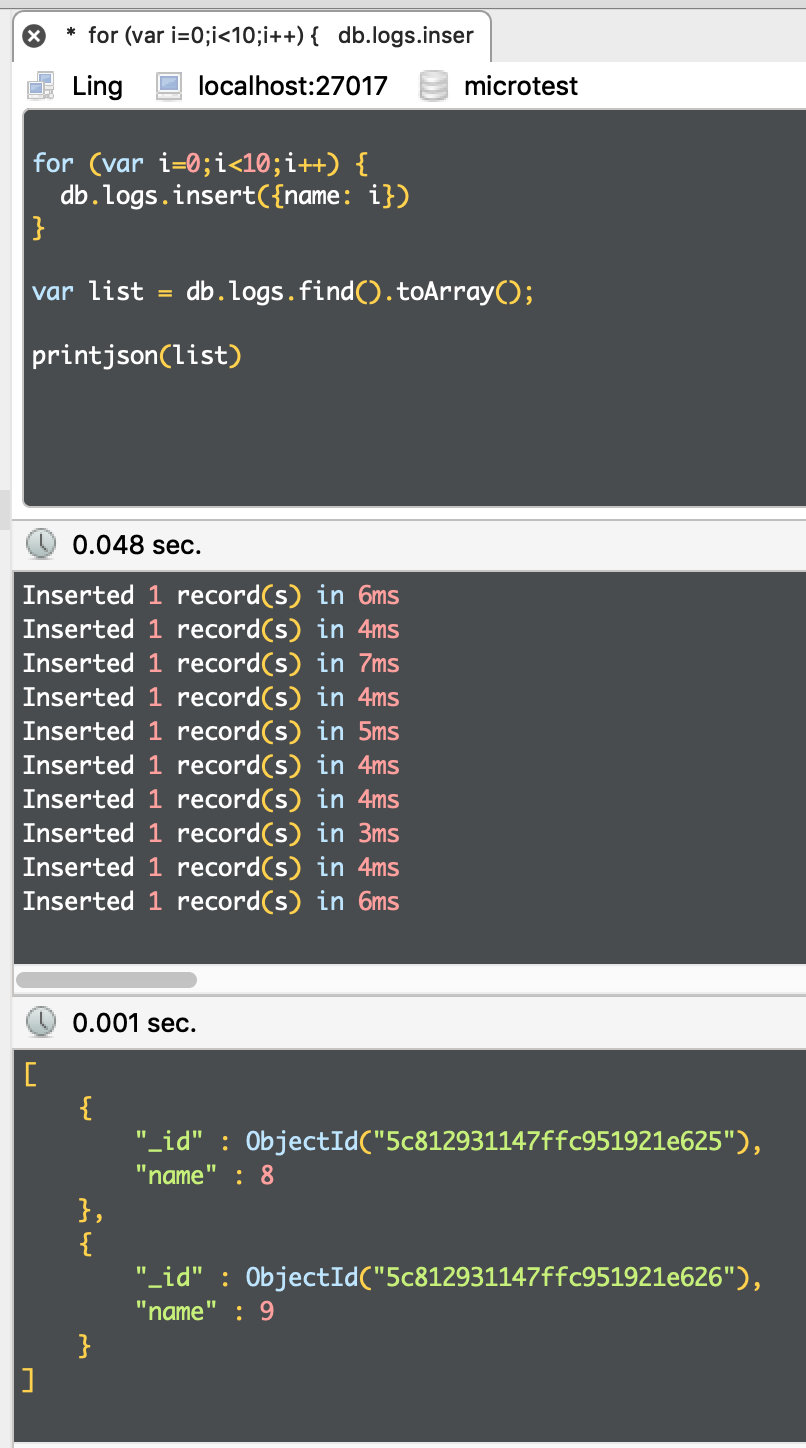 * for (var i=0;i<10;i++) { db.logs.inser
Ling localhost:27017 microtest
for (var i=0;i<10;i++) {
  db.logs.insert({name: i})
}
var list = db.logs.find().toArray();
printjson(list)
0.048 sec.
Inserted 1 record(s) in 6ms
Inserted 1 record(s) in 4ms
Inserted 1 record(s) in 7ms
Inserted 1 record(s) in 4ms
Inserted 1 record(s) in 5ms
Inserted 1 record(s) in 4ms
Inserted 1 record(s) in 4ms
Inserted 1 record(s) in 3ms
Inserted 1 record(s) in 4ms
Inserted 1 record(s) in 6ms
0.001 sec.
[
    {
        "_id" : ObjectId("5c812931147ffc951921e625"),
        "name" : 8
    },
    {
        "_id" : ObjectId("5c812931147ffc951921e626"),
        "name" : 9
    }
]